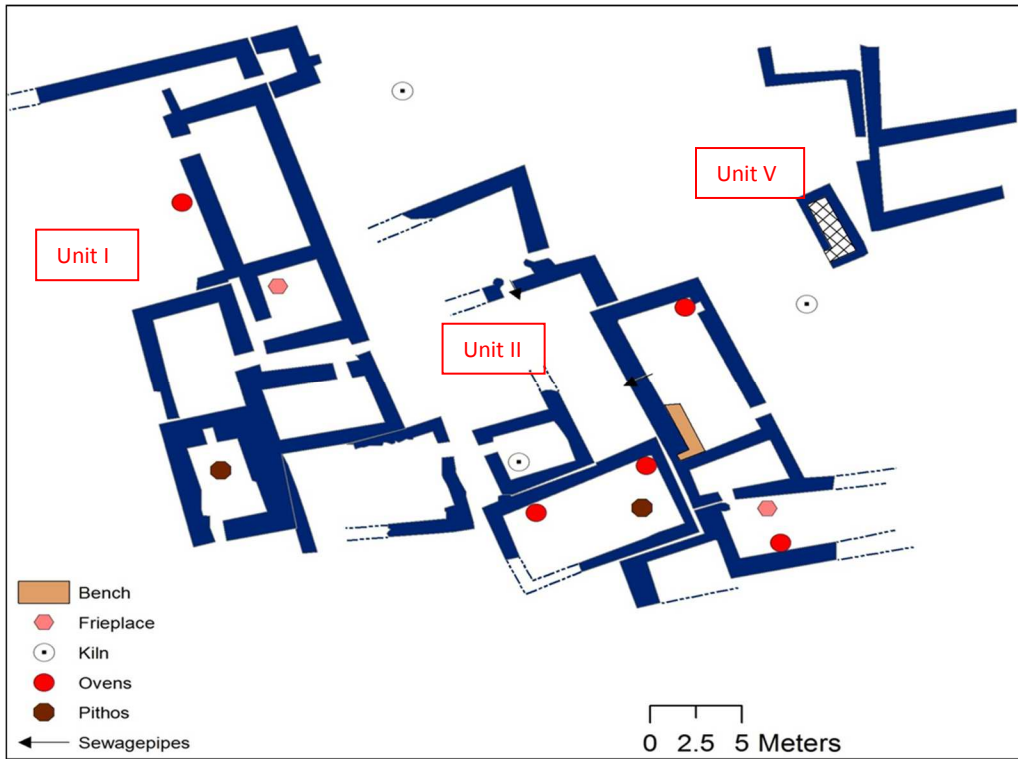 Unit V
Unit I
Unit II
Bench
Frieplace
Kiln
Ovens
Pithos
Sewagepipes
0 2.5 5 Meters